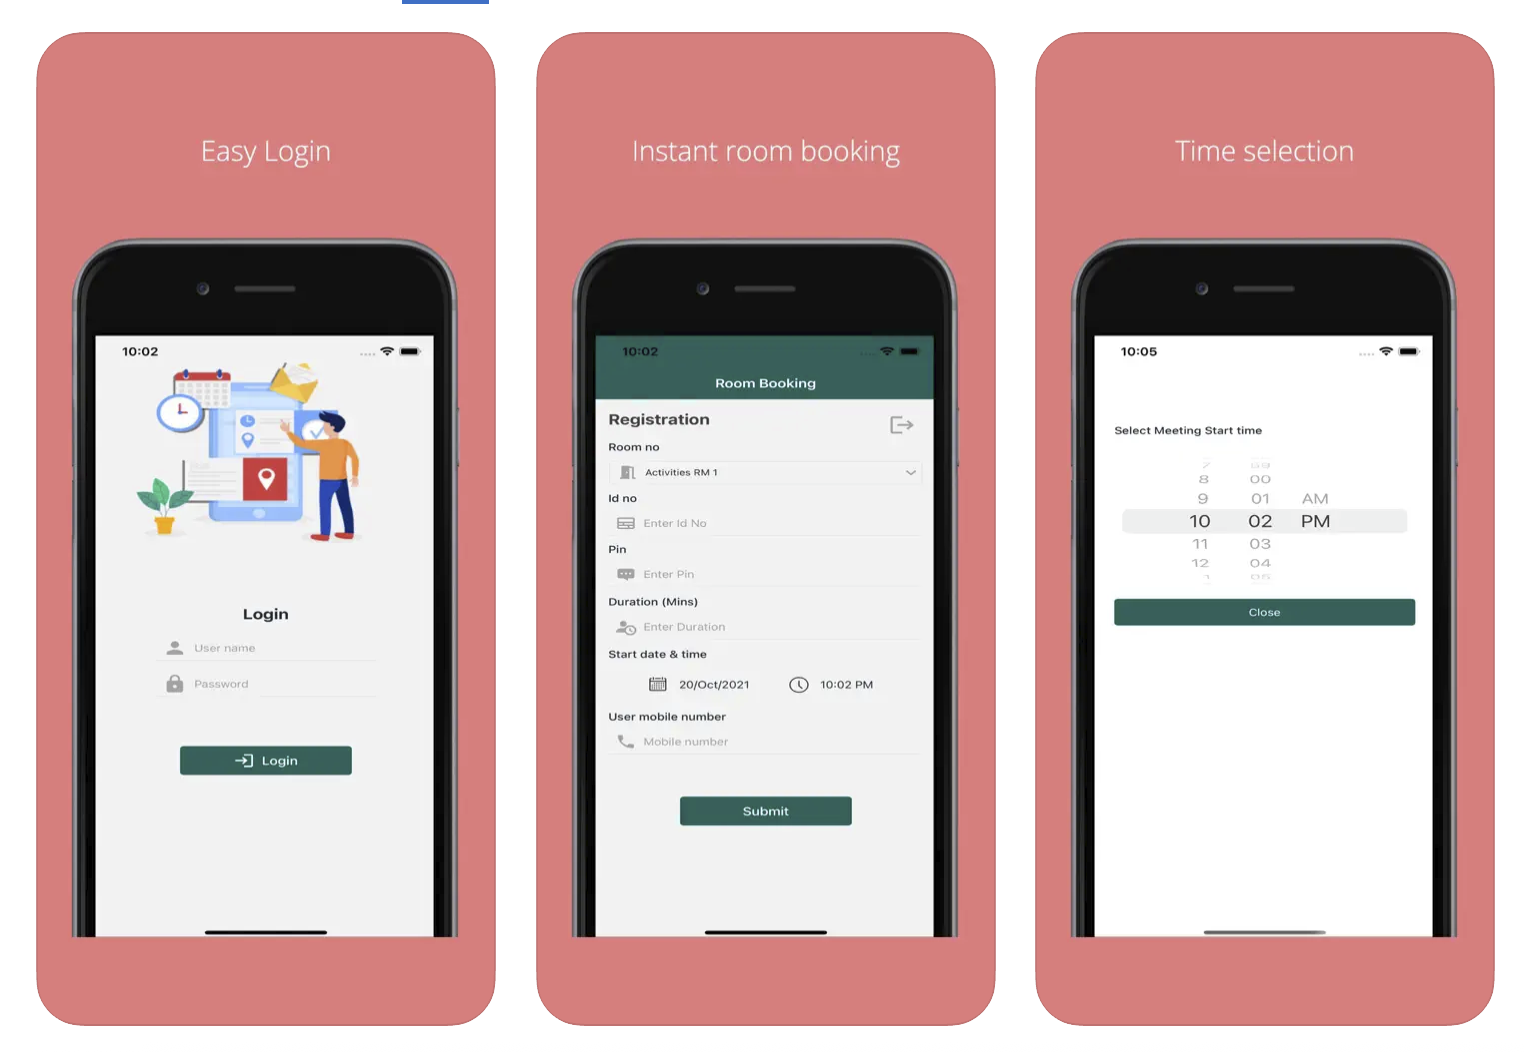 Easy Login
10:02
Login
User name
Password
Login
Instant room booking
10:02
Room Booking
Registration
Room no
Activities RM 1
Id no
Enter Id No
Pin
Enter Pin
Duration (Mins)
Enter Duration
Start date & time
20/Oct/2021 10:02 PM
User mobile number
Mobile number
Submit
Time selection
10:05
Select Meeting Start time
7 59
8 00
9 01 AM
10 02 PM
11 03
12 04
1 05
Close